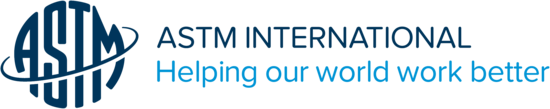 ASTM
ASTM INTERNATIONAL
Helping our world work better